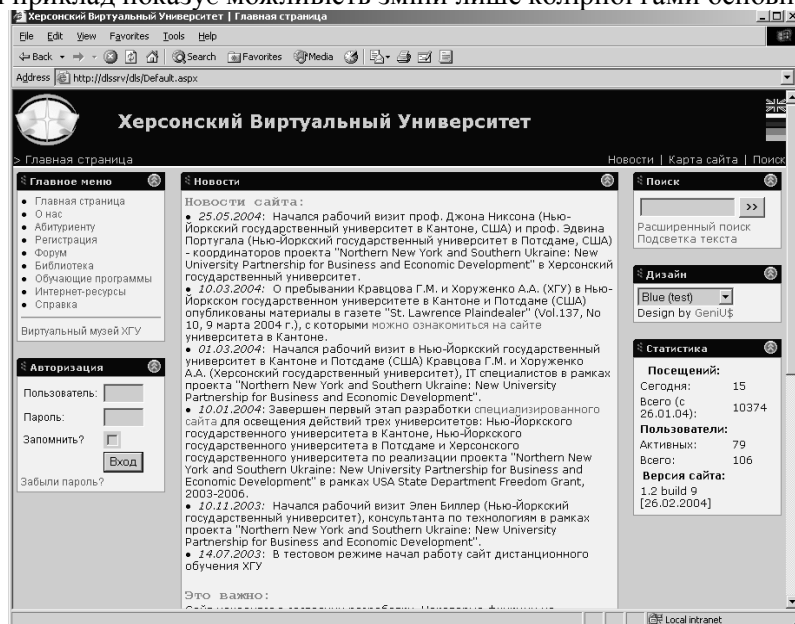 приклад показує можливість зміни лише колірної гами основн
Херсонский Виртуальный Университет | Главная страница
File Edit View Favorites Tools Help
Back Search Favorites Media
Address http://dlssrv/dls/Default.aspx
Херсонский Виртуальный Университет
> Главная страница
Новости | Карта сайта | Поиск
Главное меню
Главная страница
О нас
Абитуриенту
Регистрация
Форум
Библиотека
Обучающие программы
Интернет-ресурсы
Справка
Виртуальный музей ХГУ
Авторизация
Пользователь:
Пароль:
Запомнить?
Вход
Забыли пароль?
Новости
Новости сайта:
• 25.05.2004: Начался рабочий визит проф. Джона Никсона (Нью-
Йоркский государственный университет в Кантоне, США) и проф. Эдвина
Португала (Нью-Йоркский государственный университет в Потсдаме, США)
- координаторов проекта "Northern New York and Southern Ukraine: New
University Partnership for Business and Economic Development" в Херсонский
государственный университет.
• 10.03.2004: О пребывании Кравцова Г.М. и Хоруженко А.А. (ХГУ) в Нью-
Йоркском государственном университете в Кантоне и Потсдаме (США)
опубликованы материалы в газете "St. Lawrence Plaindealer" (Vol.137, No
10, 9 марта 2004 г.), с которыми можно ознакомиться на сайте
университета в Кантоне.
• 01.03.2004: Начался рабочий визит в Нью-Йоркский государственный
университет в Кантоне и Потсдаме (США) Кравцова Г.М. и Хоруженко
А.А. (Херсонский государственный университет), IT специалистов в рамках
проекта "Northern New York and Southern Ukraine: New University
Partnership for Business and Economic Development".
• 10.01.2004: Завершен первый этап разработки специализированного
сайта для освещения действий трех университетов: Нью-Йоркского
государственного университета в Кантоне, Нью-Йоркского
государственного университета в Потсдаме и Херсонского
государственного университета по реализации проекта "Northern New
York and Southern Ukraine: New University Partnership for Business and
Economic Development" в рамках USA State Department Freedom Grant,
2003-2006.
• 10.11.2003: Начался рабочий визит Элен Биллер (Нью-Йоркский
государственный университет), консультанта по технологиям в рамках
проекта "Northern New York and Southern Ukraine: New University
Partnership for Business and Economic Development".
• 14.07.2003: В тестовом режиме начал работу сайт дистанционного
обучения ХГУ
Это важно:
Поиск
>>
Расширенный поиск
Подсветка текста
Дизайн
Blue (test)
Design by GeniU$
Статистика
Посещений:
Сегодня: 15
Всего (с
26.01.04): 10374
Пользователи:
Активных: 79
Всего: 106
Версия сайта:
1.2 build 9
[26.02.2004]
Local intranet